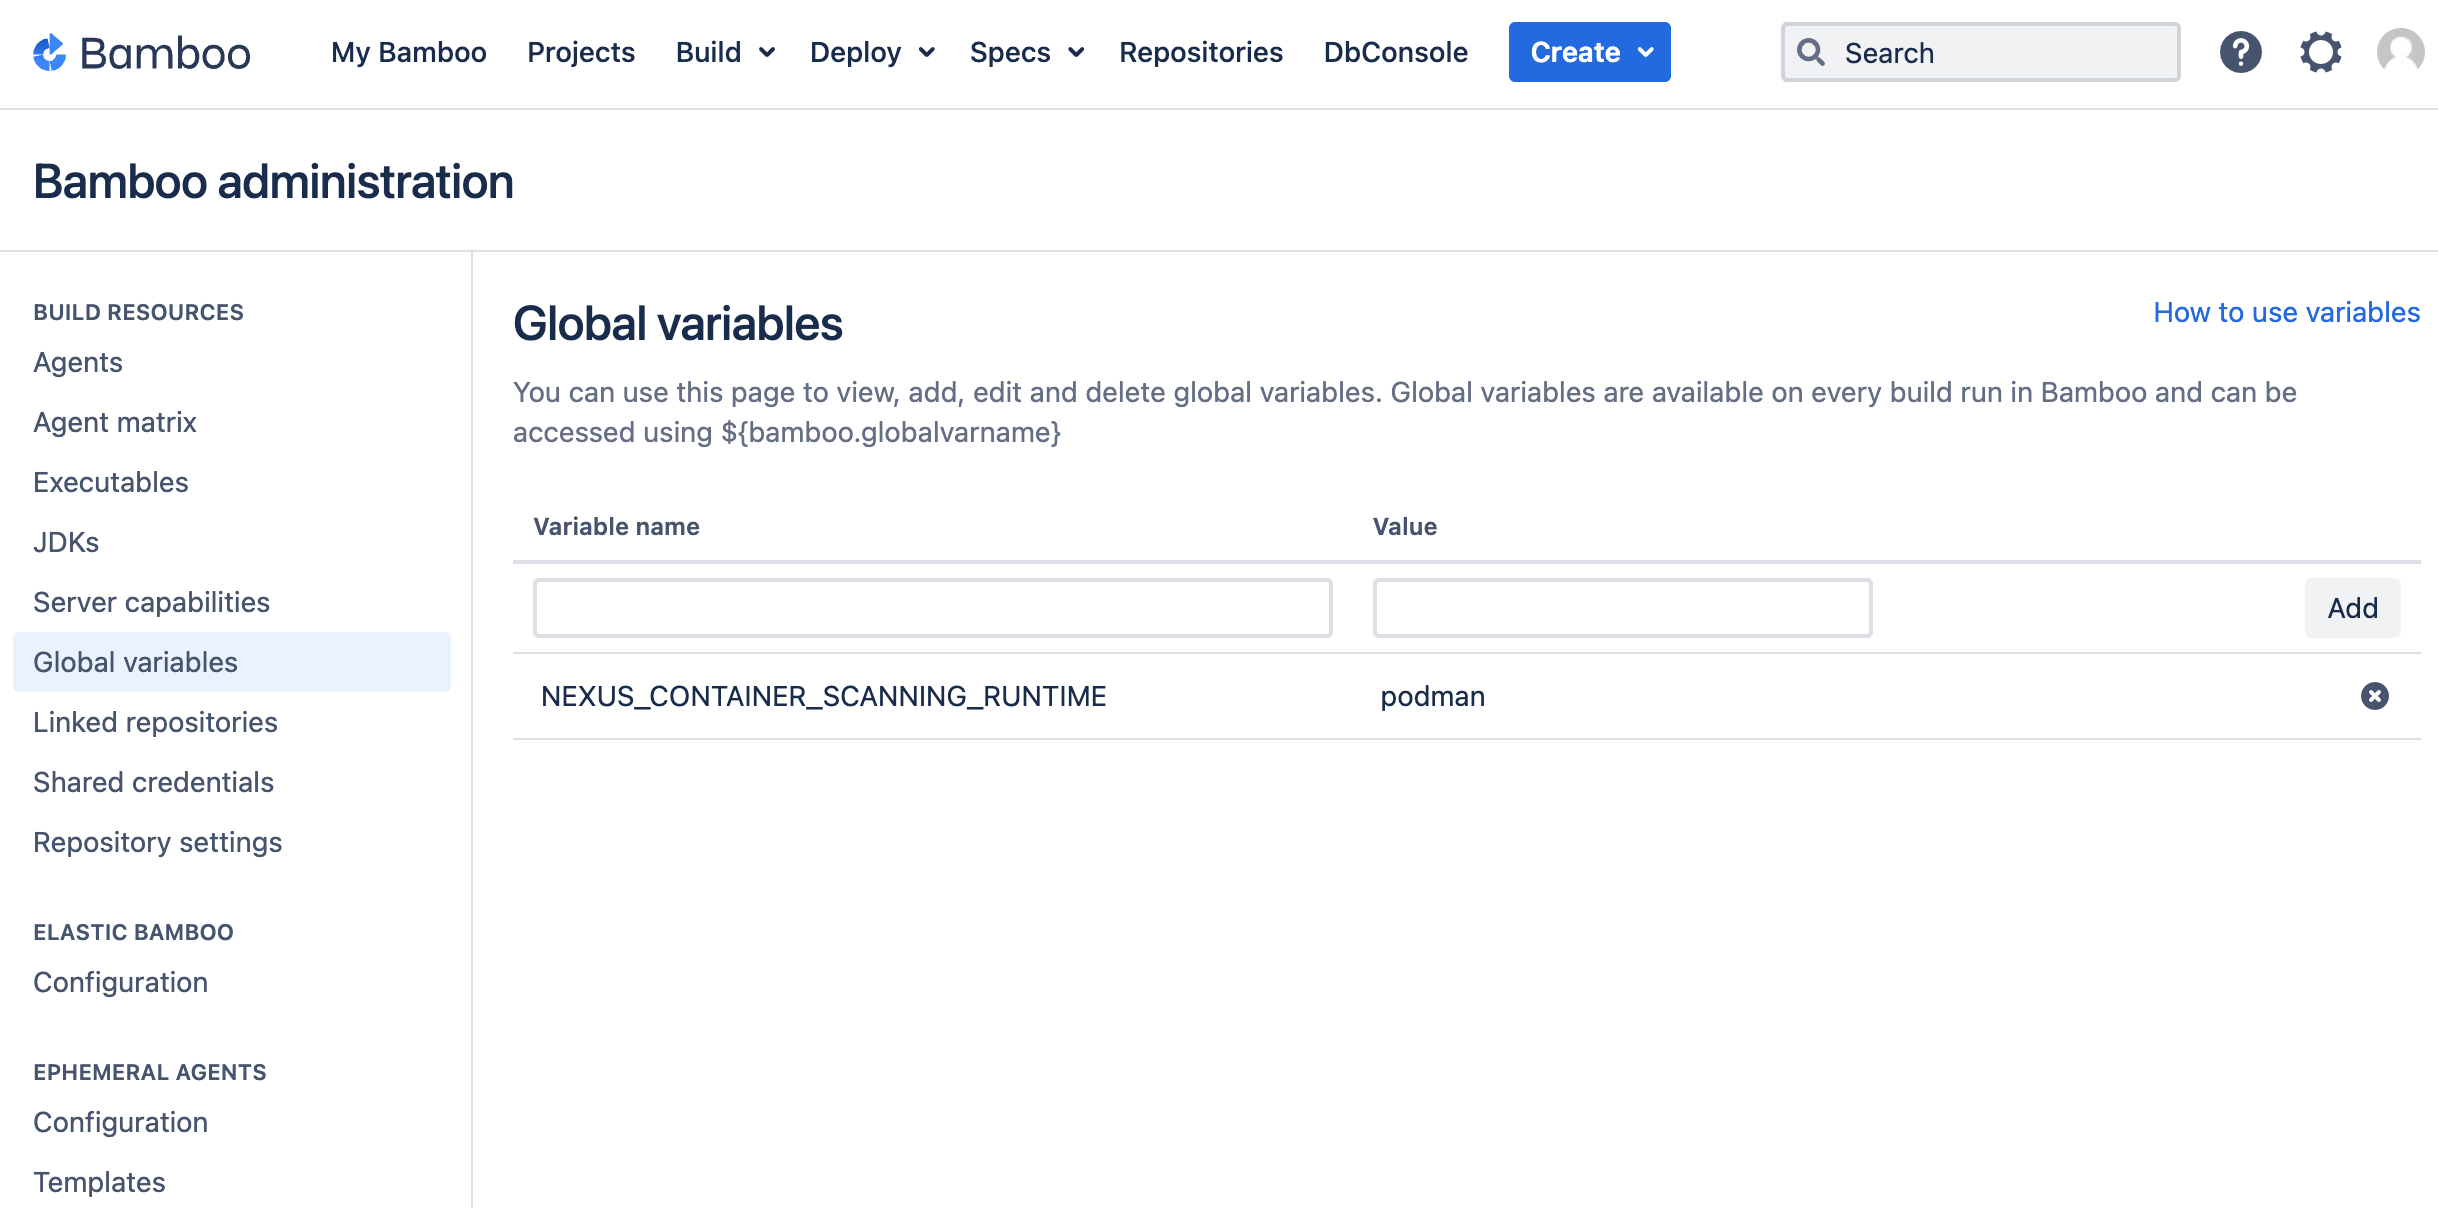 Bamboo My Bamboo Projects Build Deploy Specs Repositories DbConsole Create Search
Bamboo administration
BUILD RESOURCES
Agents
Agent matrix
Executables
JDKs
Server capabilities
Global variables
Linked repositories
Shared credentials
Repository settings
ELASTIC BAMBOO
Configuration
EPHEMERAL AGENTS
Configuration
Templates
Global variables
How to use variables
You can use this page to view, add, edit and delete global variables. Global variables are available on every build run in Bamboo and can be
accessed using ${bamboo.globalvarname}
Variable name Value
Add
NEXUS_CONTAINER_SCANNING_RUNTIME podman